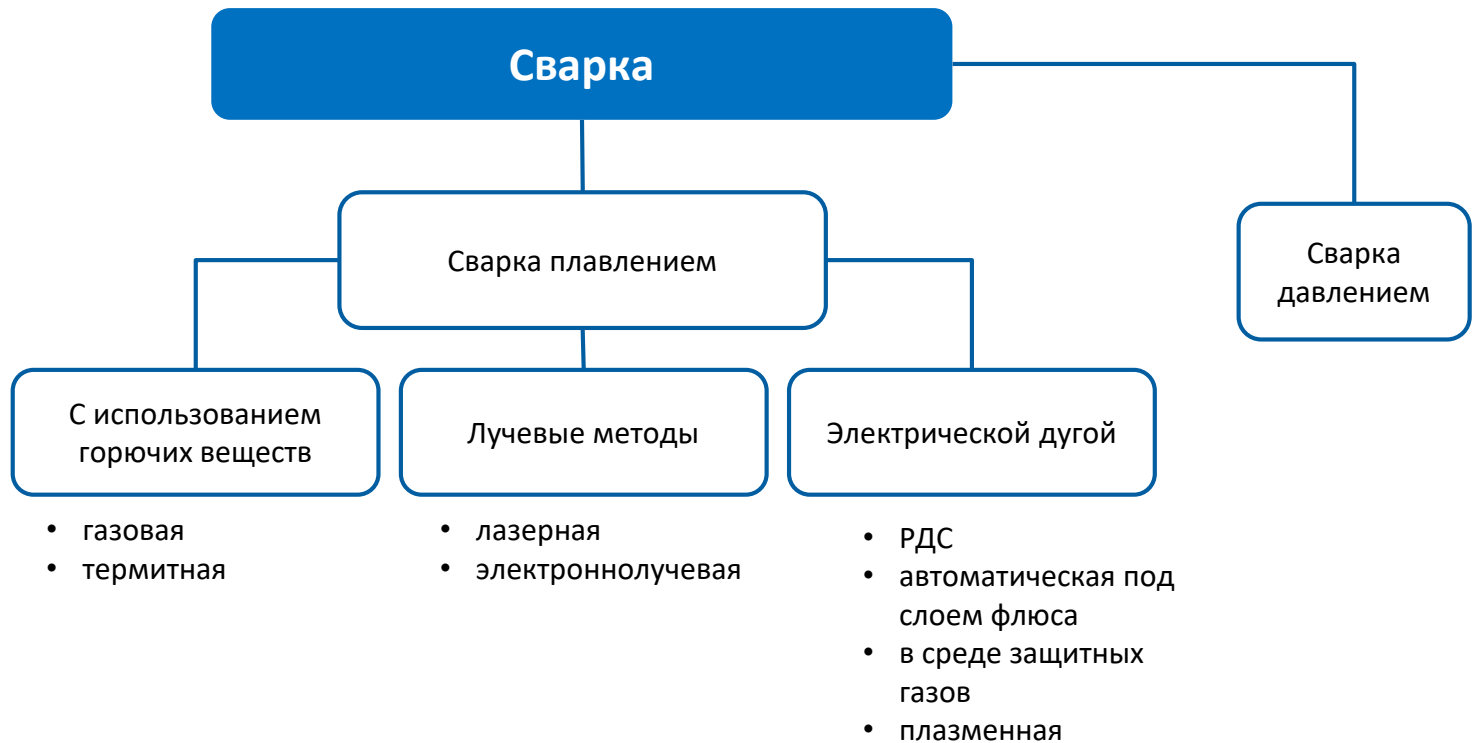 Сварка
Сварка плавлением
Сварка
давлением
С использованием
горючих веществ
• газовая
• термитная
Лучевые методы
• лазерная
• электроннолучевая
Электрической дугой
• РДС
• автоматическая под
слоем флюса
• в среде защитных
газов
• плазменная